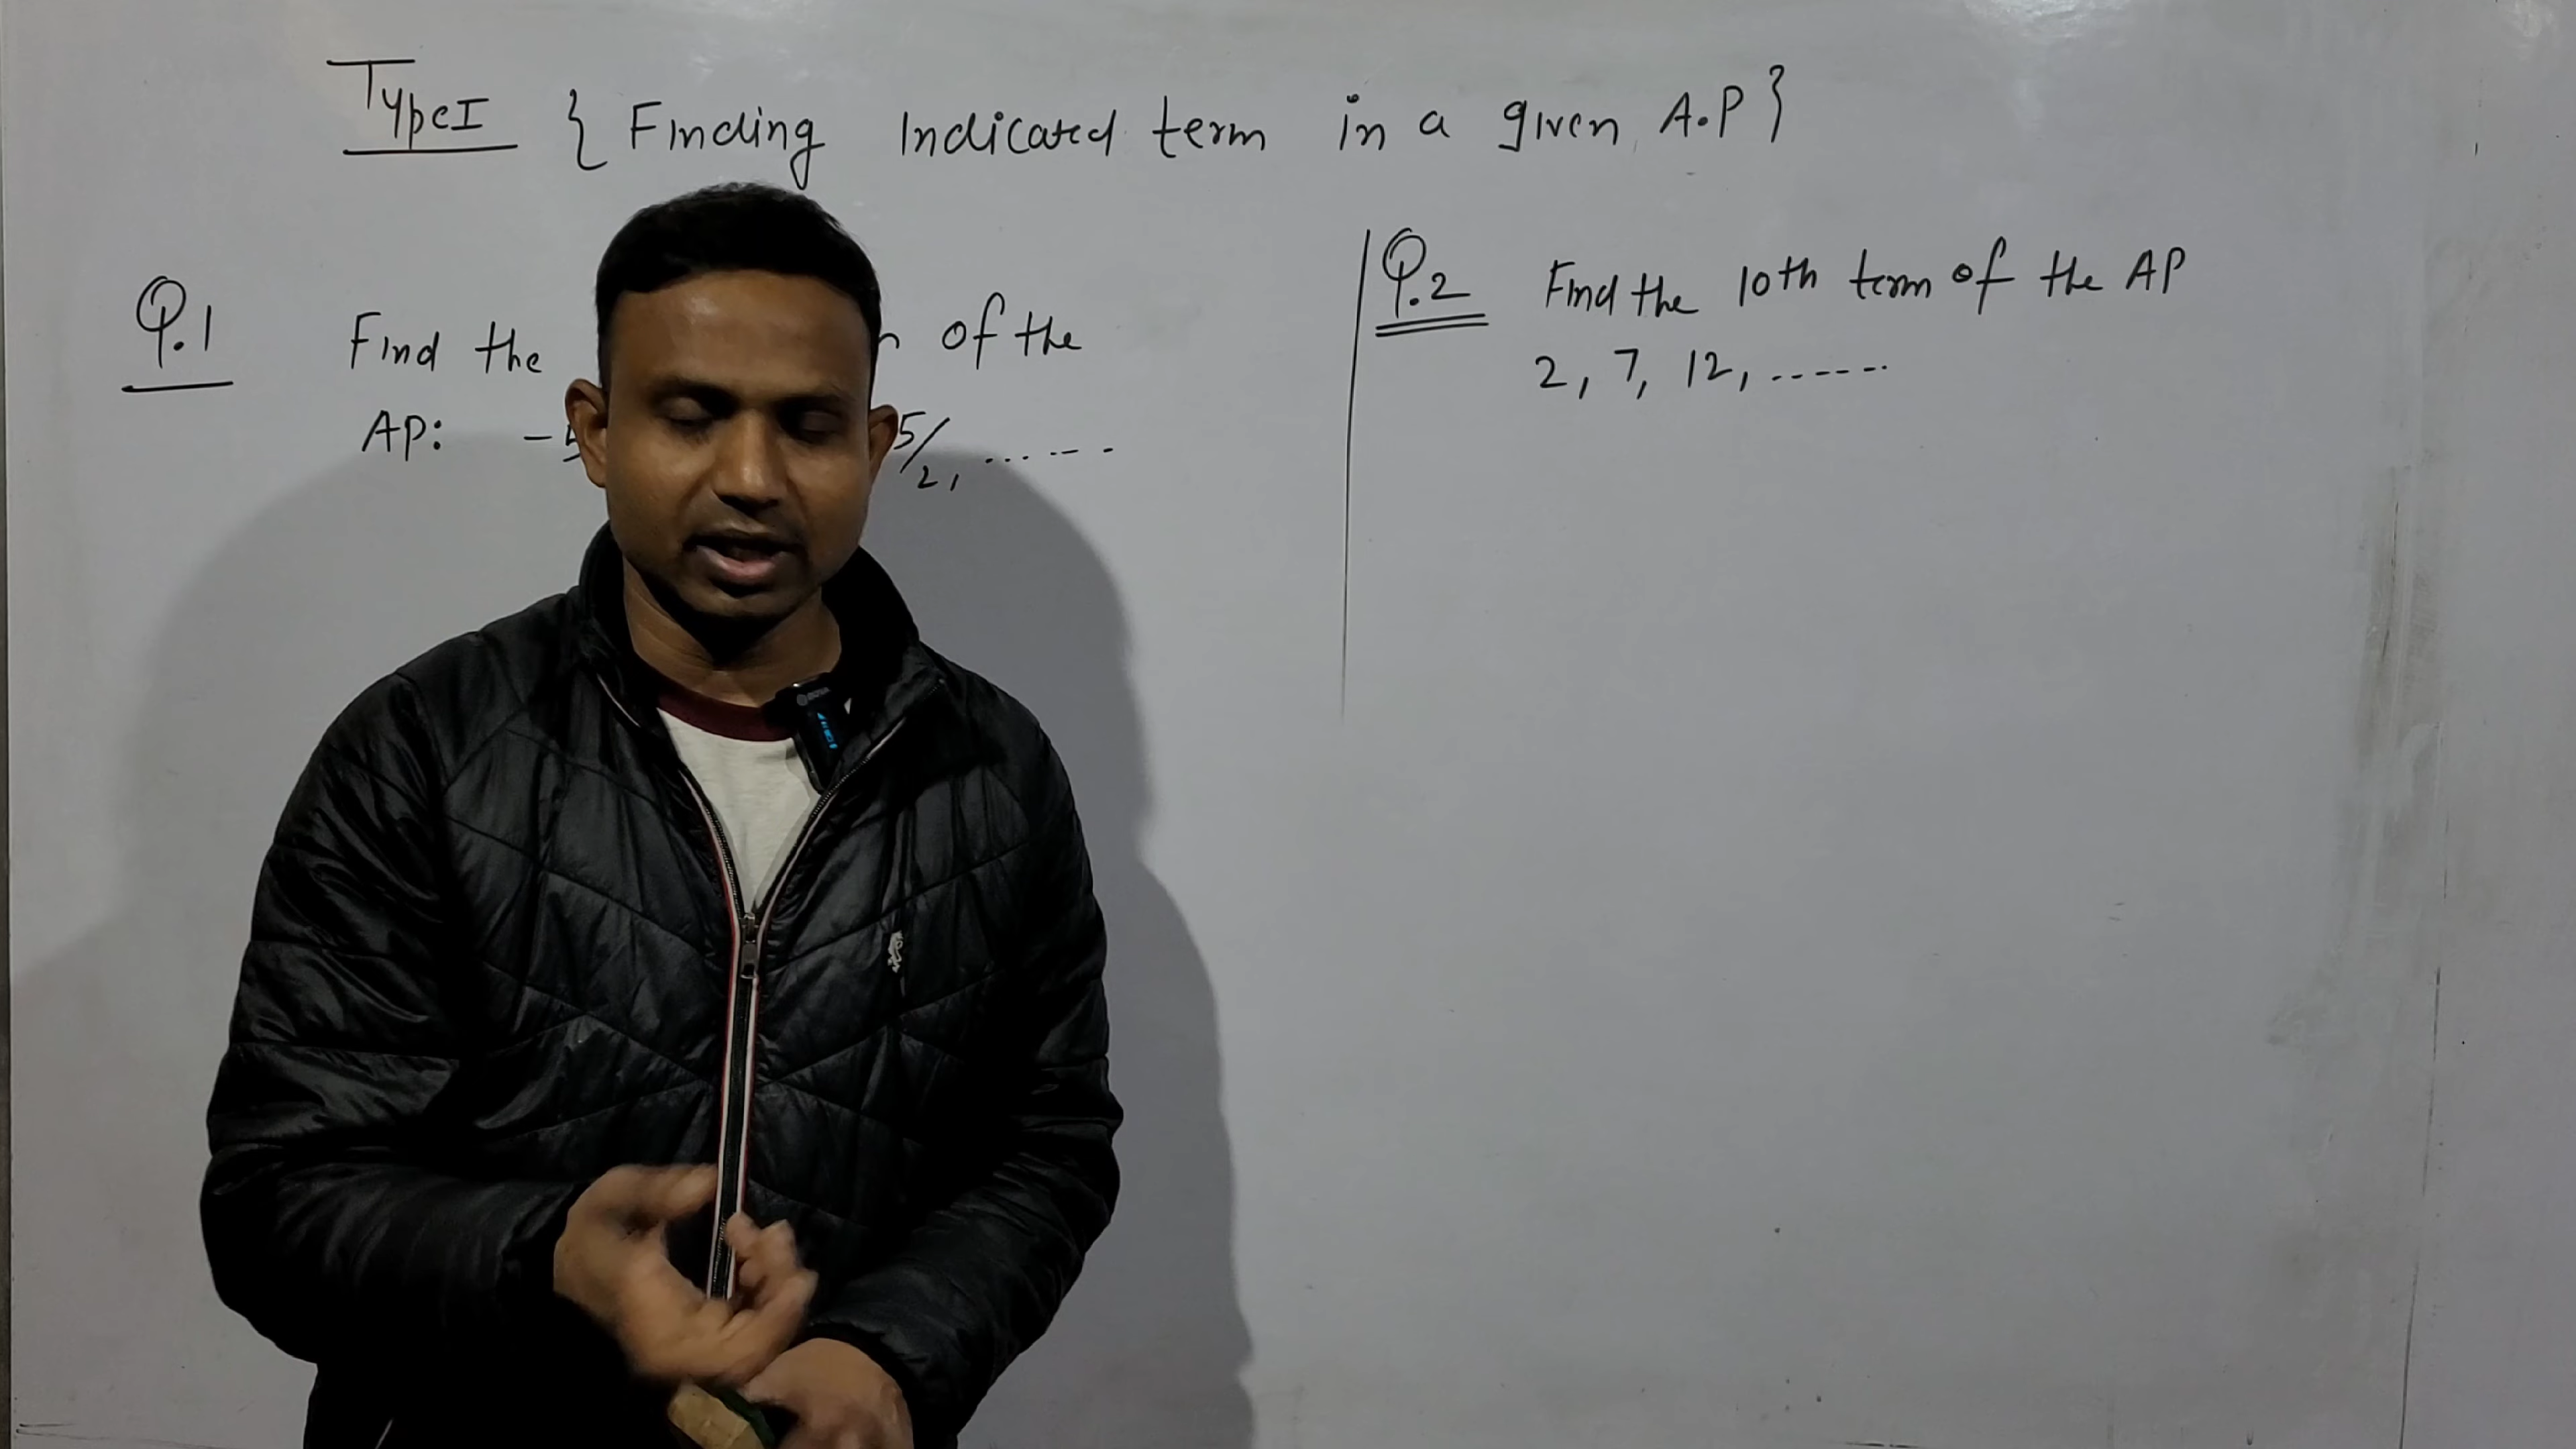 Type I { Finding Indicated term in a given A.P }
Q.1 Find the of the
AP: -5 5/2, ......
Q.2 Find the 10th term of the AP
2, 7, 12, ......